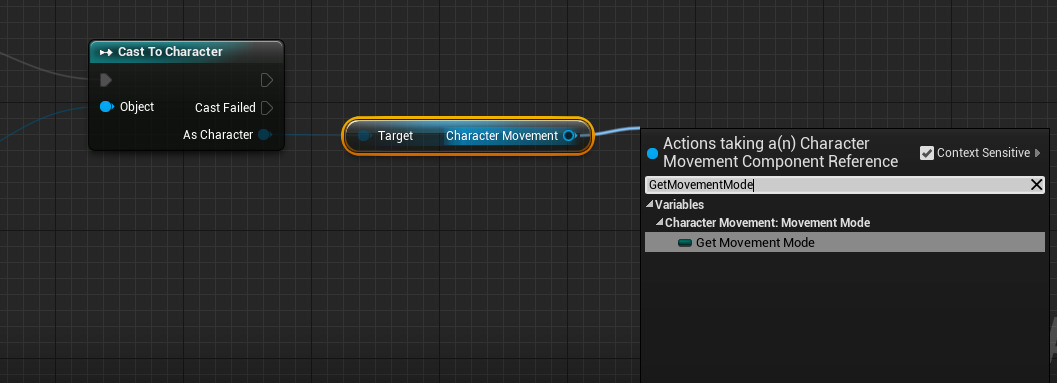 Cast To Character
Object
Cast Failed
As Character
Target
Character Movement
Actions taking a(n) Character
Movement Component Reference
Context Sensitive
GetMovementMode
Variables
Character Movement: Movement Mode
Get Movement Mode